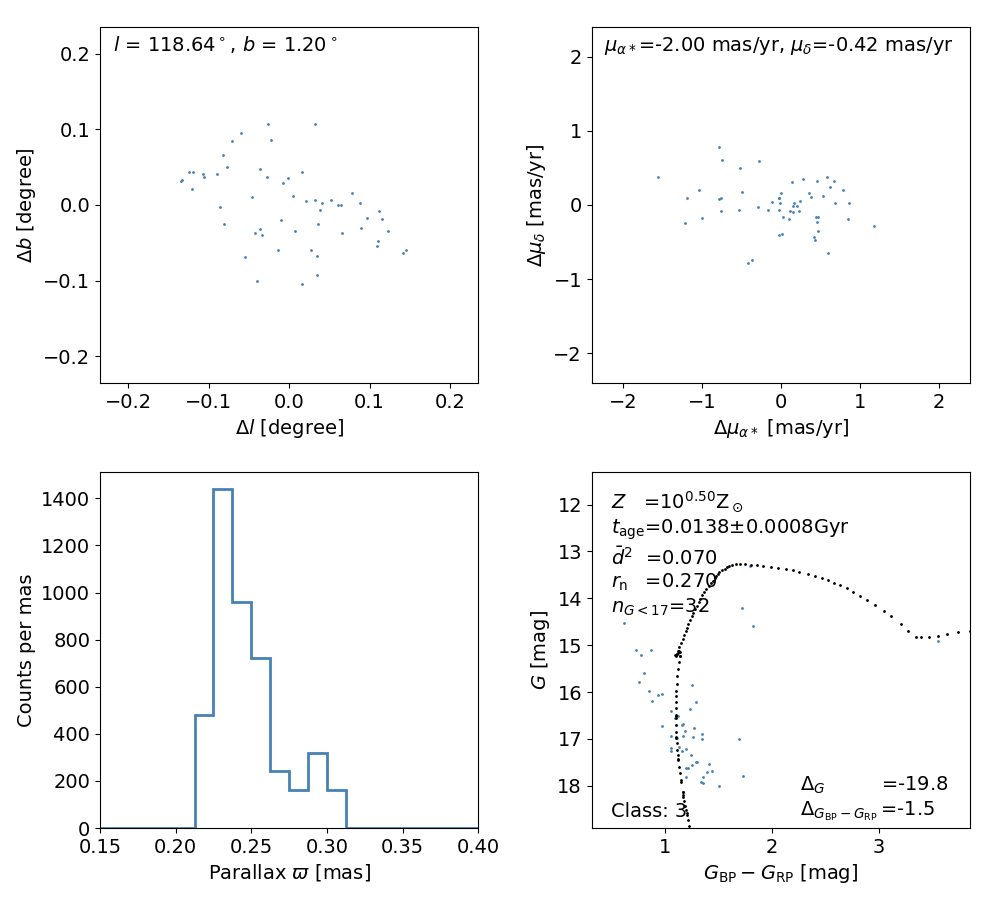 l = 118.64°, b = 1.20°
0.2
0.1
0.0
−0.1
−0.2
Δb [degree]
−0.2 −0.1 0.0 0.1 0.2
Δl [degree]
μα*=-2.00 mas/yr, μδ=-0.42 mas/yr
2
1
0
−1
−2
Δμδ [mas/yr]
−2 −1 0 1 2
Δμα* [mas/yr]
1400
1200
1000
800
600
400
200
0
Counts per mas
0.15 0.20 0.25 0.30 0.35 0.40
Parallax ϖ [mas]
Z =10^0.50 Z⊙
t_age=0.0138±0.0008Gyr
d̄² =0.070
r_n =0.270
n_G<17=32
12
13
14
15
16
17
18
G [mag]
Δ_G =-19.8
Δ_G_BP−G_RP =-1.5
Class: 3
1 2 3
G_BP − G_RP [mag]